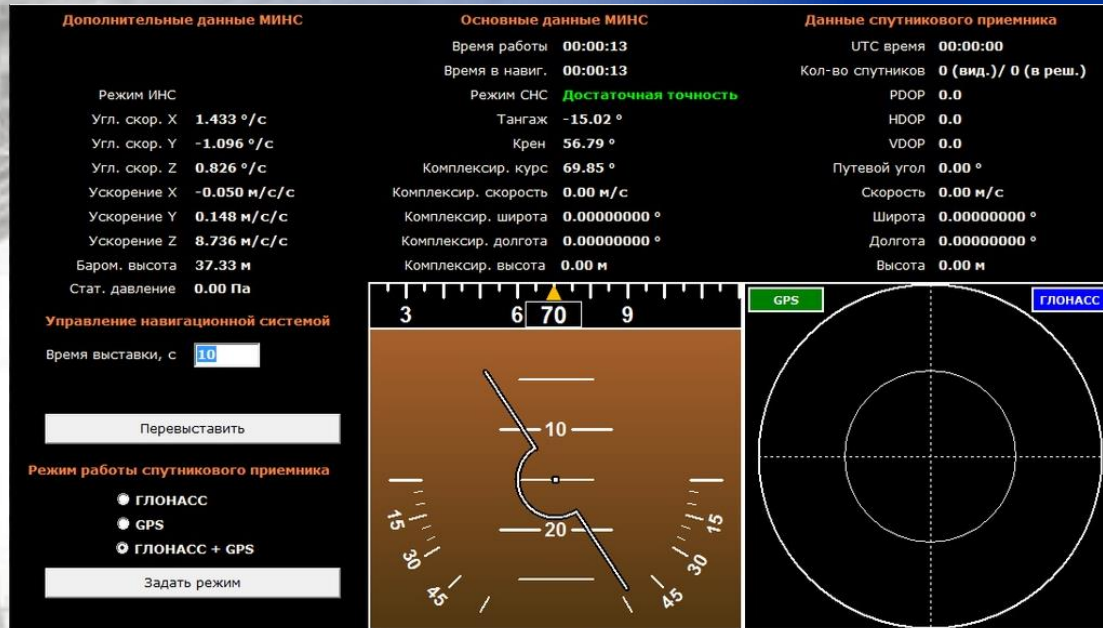 Дополнительные данные МИНС
Режим ИНС
Угл. скор. X 1.433 °/с
Угл. скор. Y -1.096 °/с
Угл. скор. Z 0.826 °/с
Ускорение X -0.050 м/с/с
Ускорение Y 0.148 м/с/с
Ускорение Z 8.736 м/с/с
Баром. высота 37.33 м
Стат. давление 0.00 Па
Управление навигационной системой
Время выставки, с 10
Перевыставить
Режим работы спутникового приемника
ГЛОНАСС
GPS
ГЛОНАСС + GPS
Задать режим
Основные данные МИНС
Время работы 00:00:13
Время в навиг. 00:00:13
Режим СНС Достаточная точность
Тангаж -15.02 °
Крен 56.79 °
Комплексир. курс 69.85 °
Комплексир. скорость 0.00 м/с
Комплексир. широта 0.00000000 °
Комплексир. долгота 0.00000000 °
Комплексир. высота 0.00 м
3 6 70 9
10
20
15 30 45
45 30 15
Данные спутникового приемника
UTC время 00:00:00
Кол-во спутников 0 (вид.)/ 0 (в реш.)
PDOP 0.0
HDOP 0.0
VDOP 0.0
Путевой угол 0.00 °
Скорость 0.00 м/с
Широта 0.00000000 °
Долгота 0.00000000 °
Высота 0.00 м
GPS ГЛОНАСС